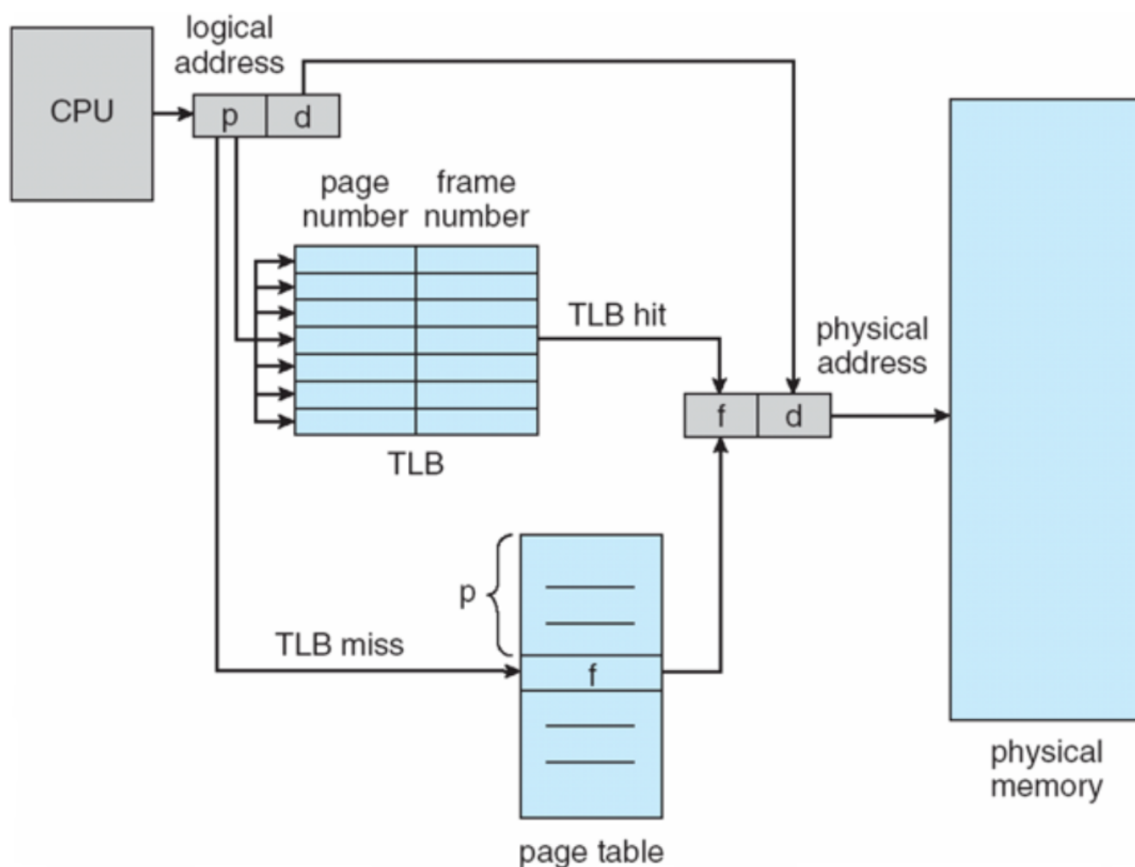 logical
address
CPU
p
d
page
number
frame
number
TLB hit
physical
address
f
d
TLB
p
TLB miss
f
physical
memory
page table